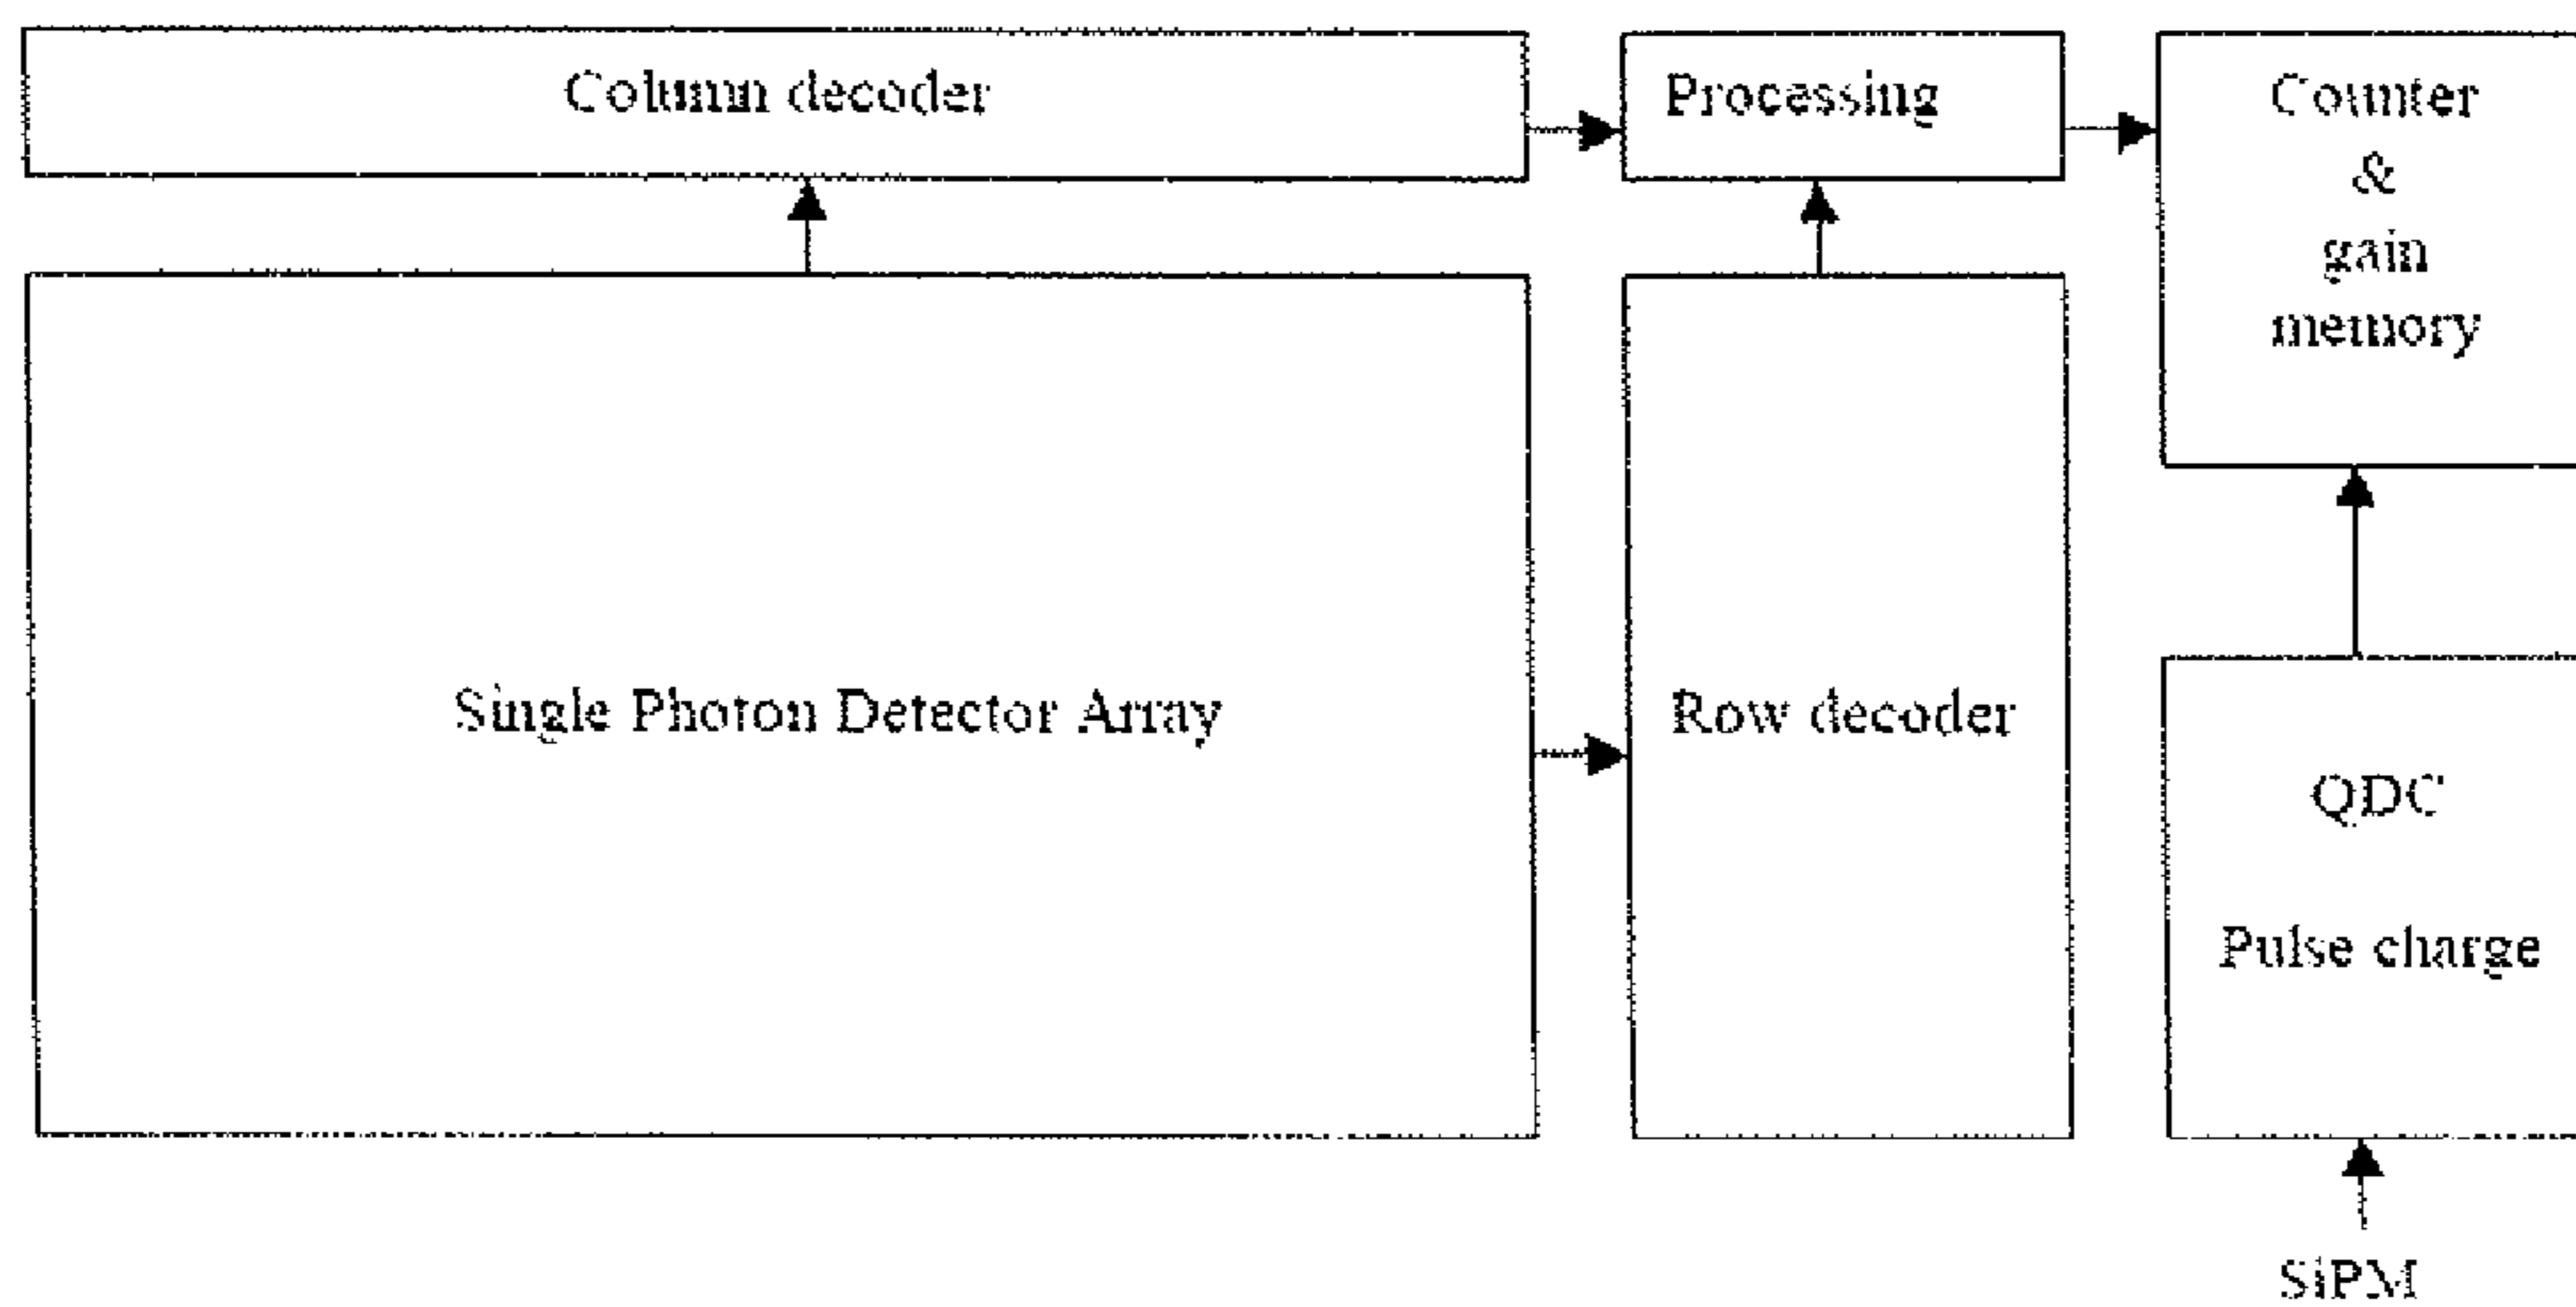 Column decoder
Processing
Counter
&
gain
memory
Single Photon Detector Array
Row decoder
QDC
Pulse charge
SiPM